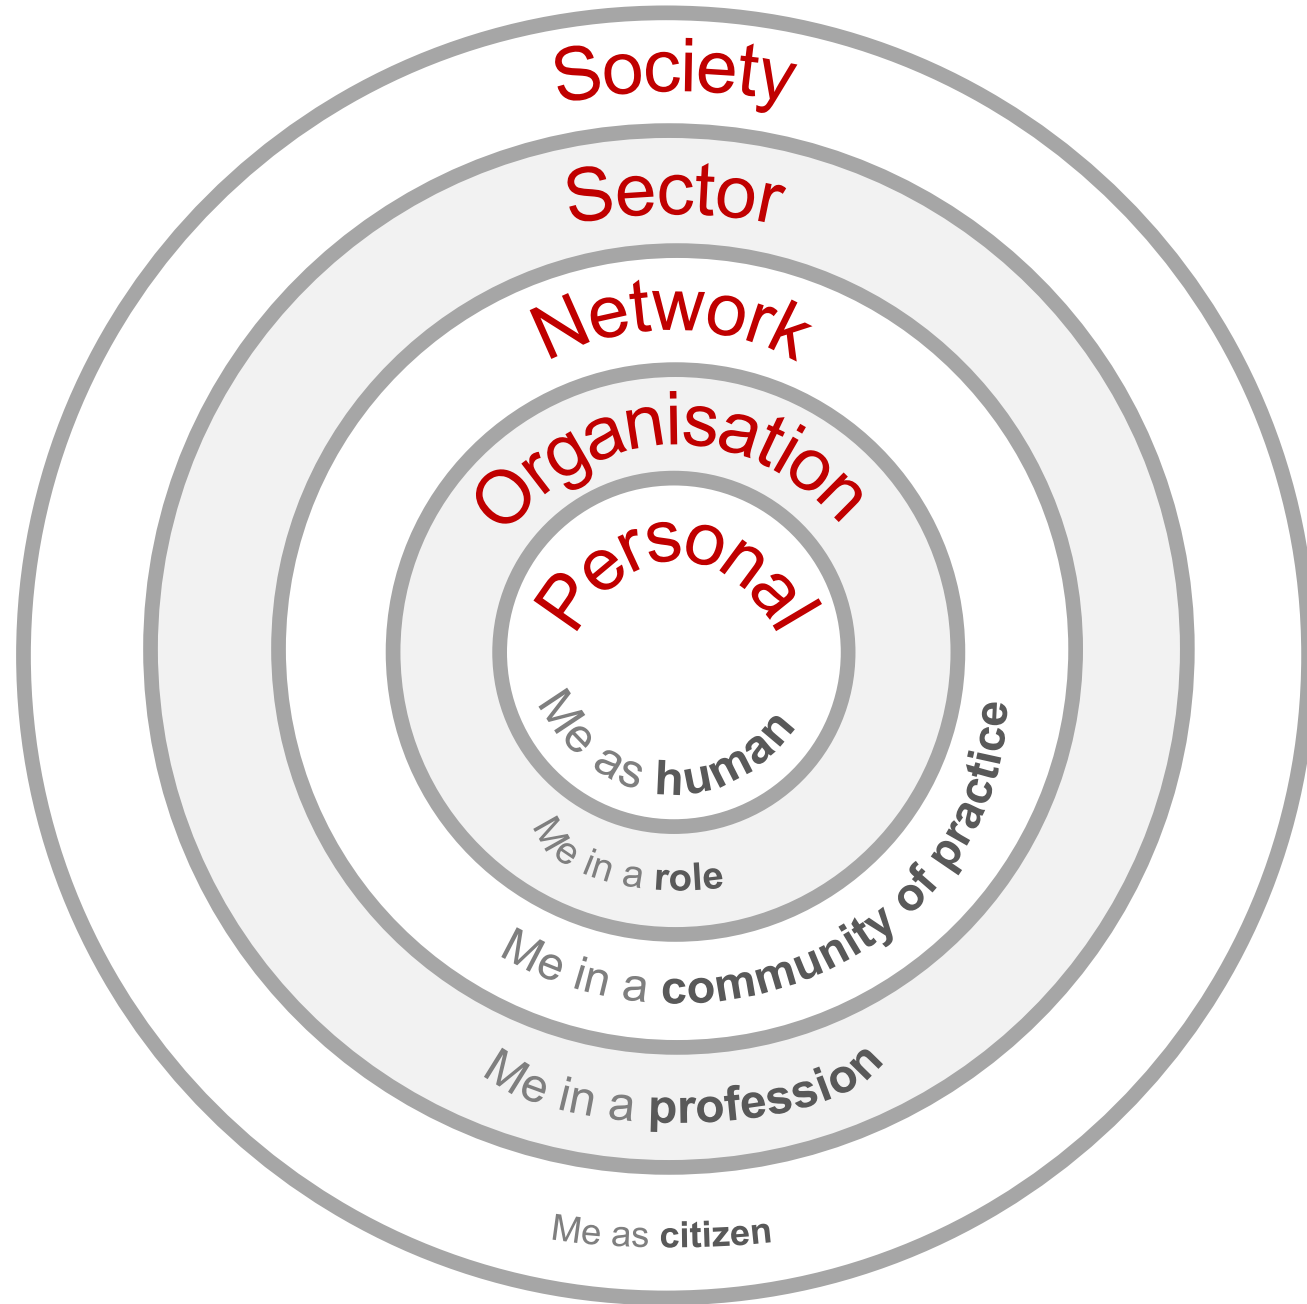 Society
Sector
Network
Organisation
Personal
Me as human
Me in a role
Me in a community of practice
Me in a profession
Me as citizen